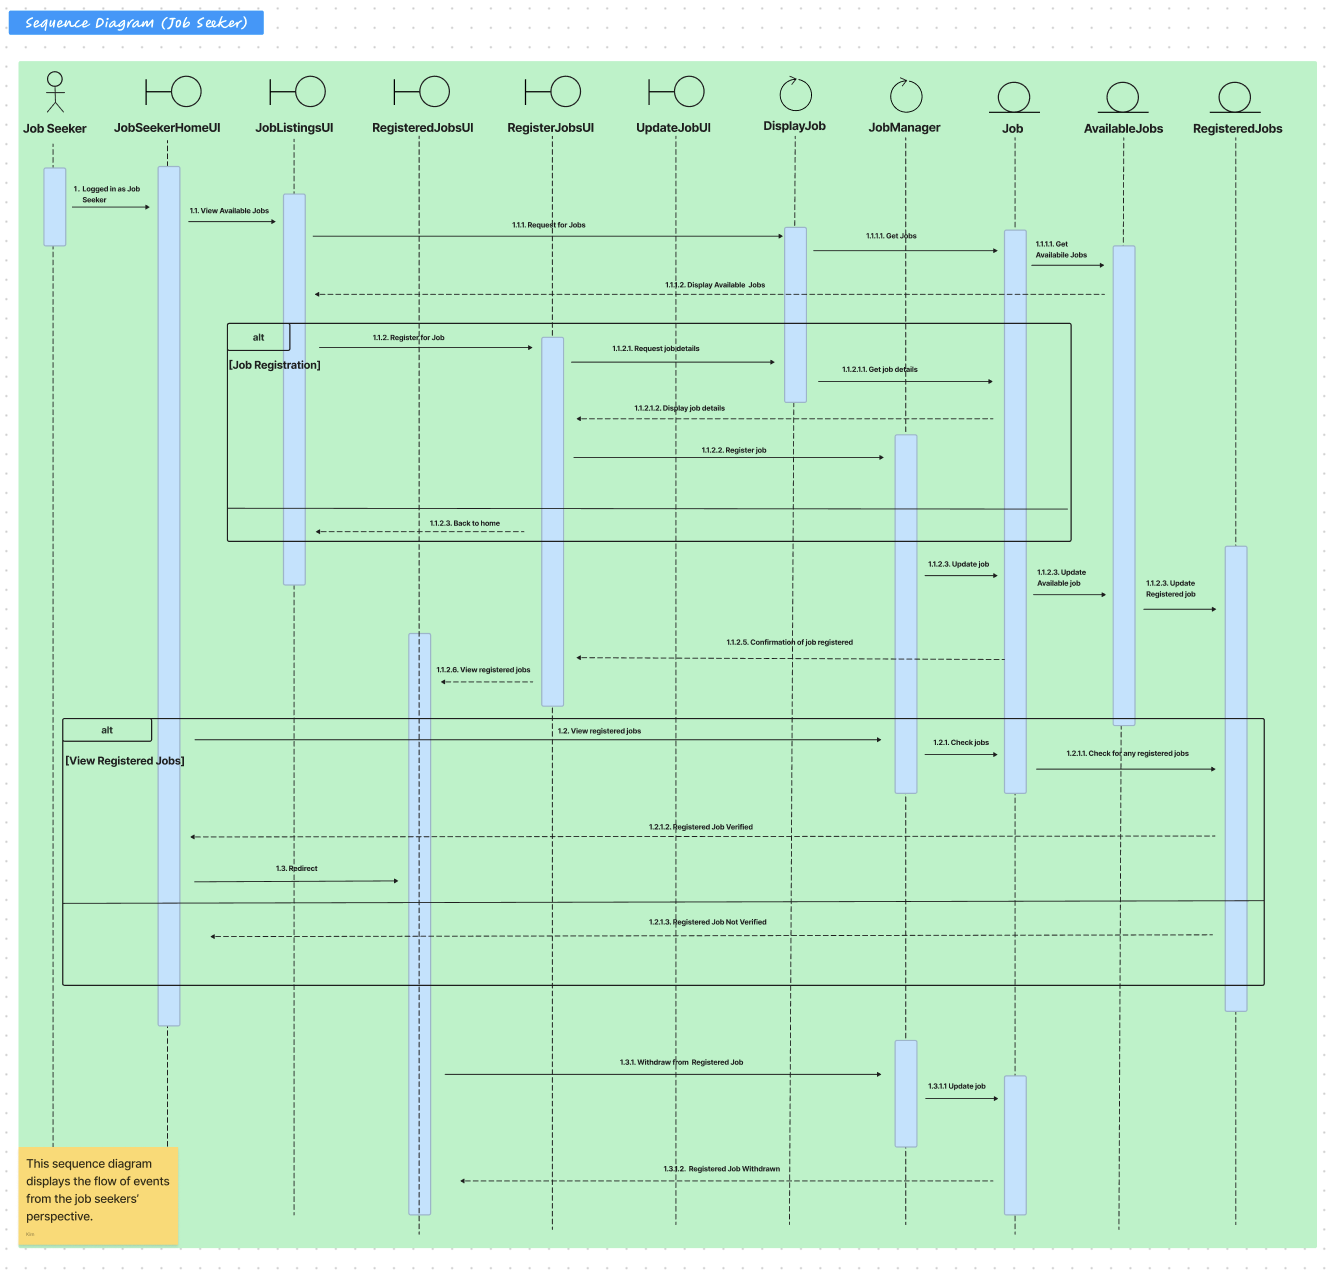 Sequence Diagram (Job Seeker)
Job Seeker
JobSeekerHomeUI
JobListingsUI
RegisteredJobsUI
RegisterJobsUI
UpdateJobUI
DisplayJob
JobManager
Job
AvailableJobs
RegisteredJobs
1. Logged in as Job
Seeker
1.1. View Available Jobs
1.1.1. Request for Jobs
1.1.1.1. Get Jobs
1.1.1.1. Get
Availabile Jobs
1.1.1.2. Display Available Jobs
alt
[Job Registration]
1.1.2. Register for Job
1.1.2.1. Request job details
1.1.2.1.1. Get job details
1.1.2.1.2. Display job details
1.1.2.2. Register job
1.1.2.3. Back to home
1.1.2.3. Update job
1.1.2.3. Update
Available job
1.1.2.3. Update
Registered job
1.1.2.5. Confirmation of job registered
1.1.2.6. View registered jobs
alt
[View Registered Jobs]
1.2. View registered jobs
1.2.1. Check jobs
1.2.1.1. Check for any registered jobs
1.2.1.2. Registered Job Verified
1.3. Redirect
1.2.1.3. Registered Job Not Verified
1.3.1. Withdraw from Registered Job
1.3.1.1 Update job
1.3.1.2. Registered Job Withdrawn
This sequence diagram
displays the flow of events
from the job seekers'
perspective.